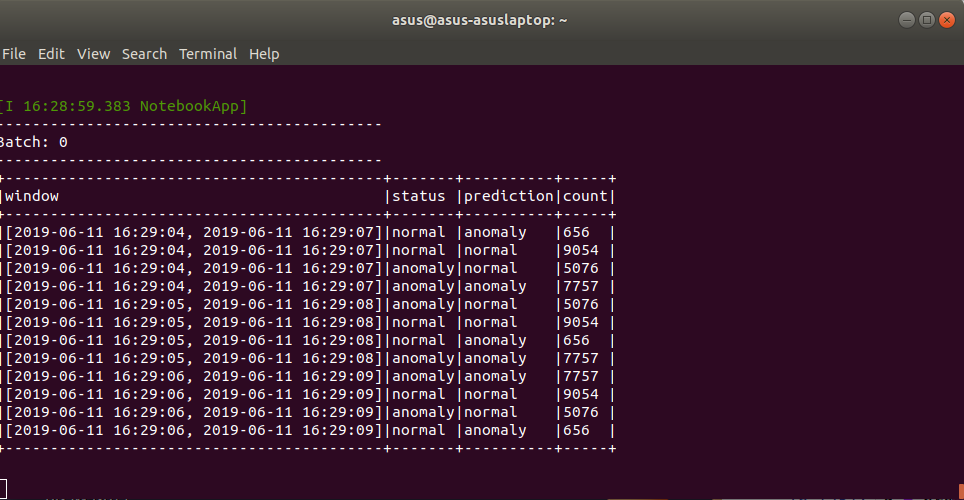 asus@asus-asuslaptop: ~
File Edit View Search Terminal Help
[I 16:28:59.383 NotebookApp]
-------------------------------------------
Batch: 0
-------------------------------------------
+------------------------------------------+-------+----------+-----+
|window                                    |status |prediction|count|
+------------------------------------------+-------+----------+-----+
|[2019-06-11 16:29:04, 2019-06-11 16:29:07]|normal |anomaly   |656  |
|[2019-06-11 16:29:04, 2019-06-11 16:29:07]|normal |normal    |9054 |
|[2019-06-11 16:29:04, 2019-06-11 16:29:07]|anomaly|normal    |5076 |
|[2019-06-11 16:29:04, 2019-06-11 16:29:07]|anomaly|anomaly   |7757 |
|[2019-06-11 16:29:05, 2019-06-11 16:29:08]|anomaly|normal    |5076 |
|[2019-06-11 16:29:05, 2019-06-11 16:29:08]|normal |normal    |9054 |
|[2019-06-11 16:29:05, 2019-06-11 16:29:08]|normal |anomaly   |656  |
|[2019-06-11 16:29:05, 2019-06-11 16:29:08]|anomaly|anomaly   |7757 |
|[2019-06-11 16:29:06, 2019-06-11 16:29:09]|anomaly|anomaly   |7757 |
|[2019-06-11 16:29:06, 2019-06-11 16:29:09]|normal |normal    |9054 |
|[2019-06-11 16:29:06, 2019-06-11 16:29:09]|anomaly|normal    |5076 |
|[2019-06-11 16:29:06, 2019-06-11 16:29:09]|normal |anomaly   |656  |
+------------------------------------------+-------+----------+-----+